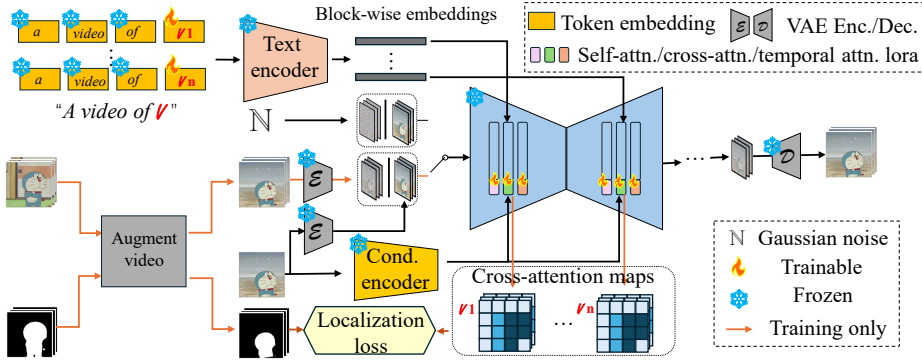 a video of V1
Block-wise embeddings
Token embedding
ℰ 𝒟 VAE Enc./Dec.
Text
encoder
Self-attn./cross-attn./temporal attn. lora
a video of Vn
"A video of V"
ℕ
ℰ
𝒟
ℰ
Augment
video
Cond.
encoder
ℕ Gaussian noise
Trainable
Frozen
Training only
Cross-attention maps
V1 ... Vn
Localization
loss